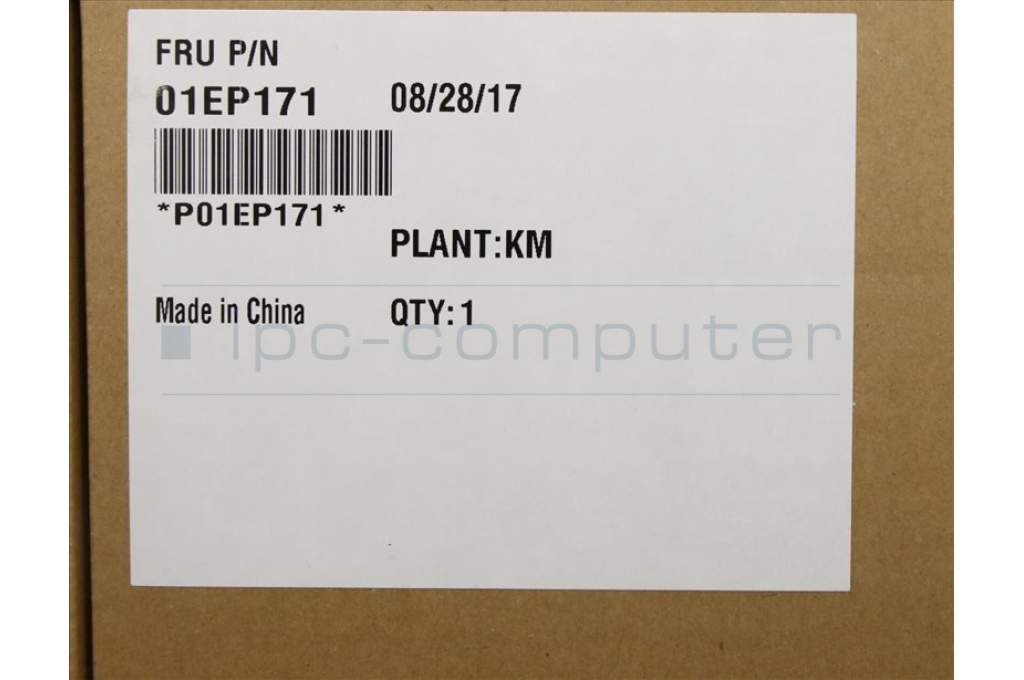 FRU P/N
01EP171 08/28/17
*P01EP171*
PLANT:KM
Made in China QTY:1
ipc-computer